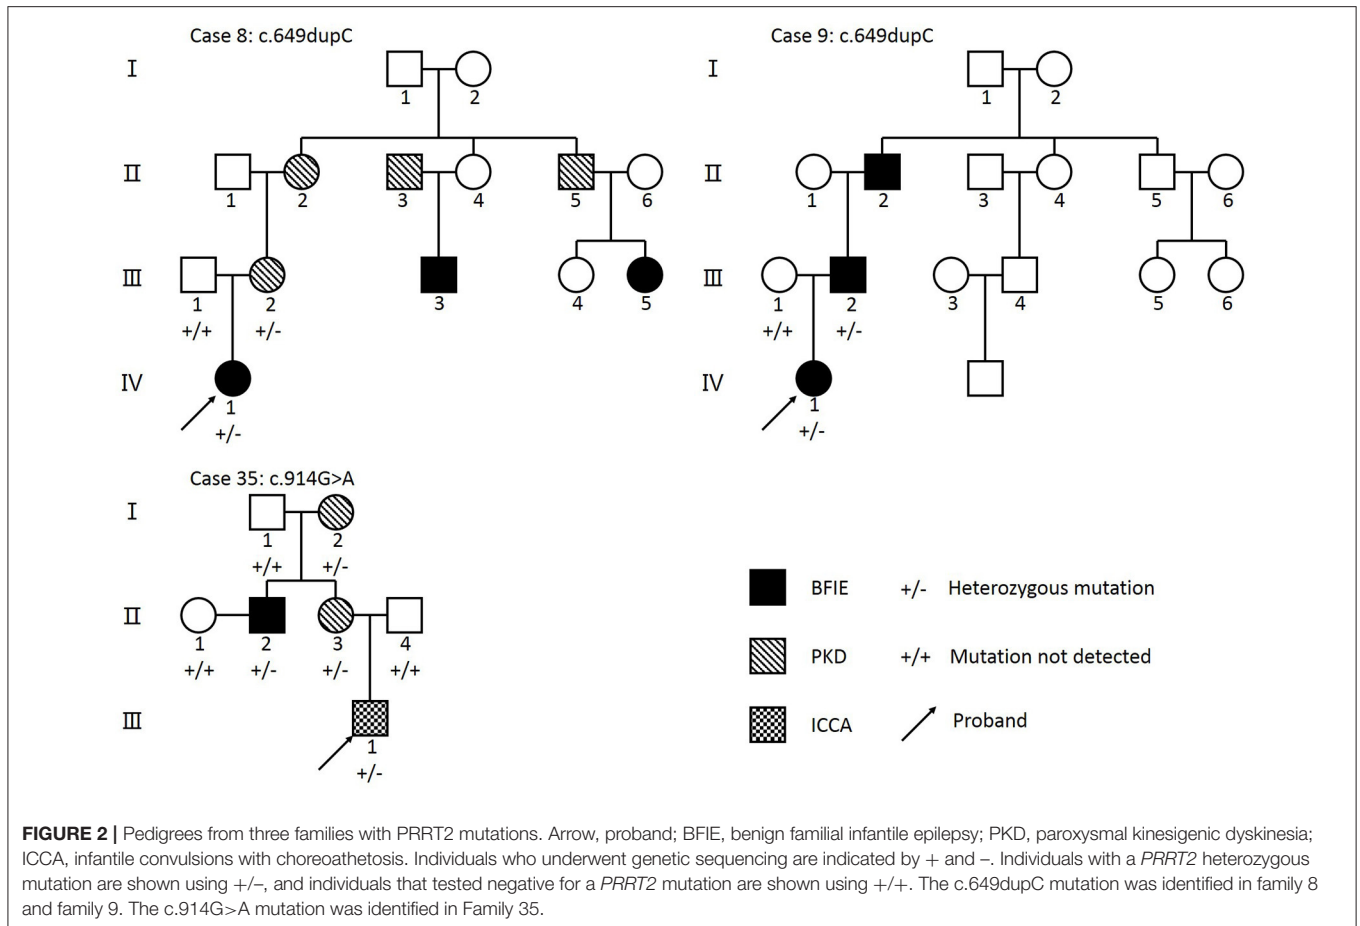 Case 8: c.649dupC
I
1 2
II
1 2 3 4 5 6
III
1 2 3 4 5
+/+ +/-
IV
1
+/-
Case 9: c.649dupC
I
1 2
II
1 2 3 4 5 6
III
1 2 3 4 5 6
+/+ +/-
IV
1
+/-
Case 35: c.914G>A
I
1 2
+/+ +/-
II
1 2 3 4
+/+ +/- +/- +/+
III
1
+/-
BFIE +/- Heterozygous mutation
PKD +/+ Mutation not detected
ICCA Proband
FIGURE 2 | Pedigrees from three families with PRRT2 mutations. Arrow, proband; BFIE, benign familial infantile epilepsy; PKD, paroxysmal kinesigenic dyskinesia;
ICCA, infantile convulsions with choreoathetosis. Individuals who underwent genetic sequencing are indicated by + and –. Individuals with a PRRT2 heterozygous
mutation are shown using +/–, and individuals that tested negative for a PRRT2 mutation are shown using +/+. The c.649dupC mutation was identified in family 8
and family 9. The c.914G>A mutation was identified in Family 35.